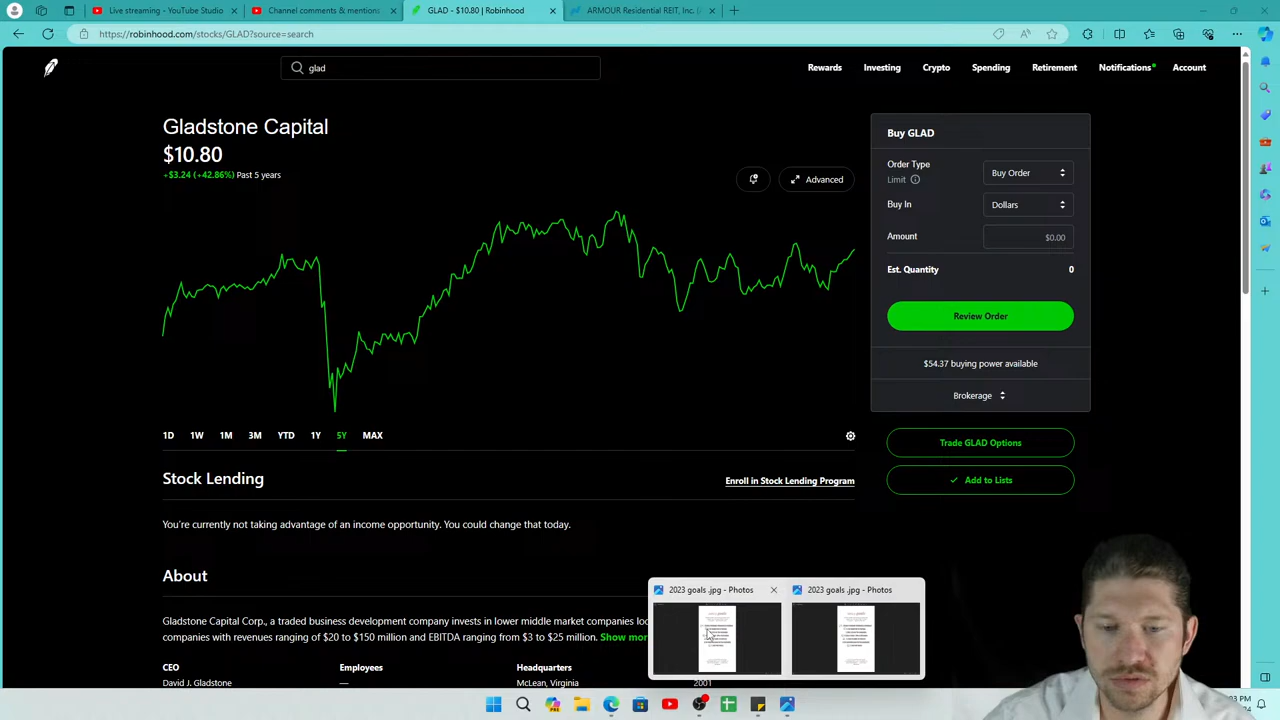 Live streaming - YouTube Studio
Channel comments & mentions
GLAD - $10.80 | Robinhood
ARMOUR Residential REIT, Inc. (
https://robinhood.com/stocks/GLAD?source=search
glad
Rewards
Investing
Crypto
Spending
Retirement
Notifications
Account
Gladstone Capital
$10.80
+$3.24 (+42.86%) Past 5 years
Advanced
1D 1W 1M 3M YTD 1Y 5Y MAX
Buy GLAD
Order Type
Limit
Buy Order
Buy In
Dollars
Amount
$0.00
Est. Quantity
0
Review Order
$54.37 buying power available
Brokerage
Trade GLAD Options
Add to Lists
Stock Lending
Enroll in Stock Lending Program
You're currently not taking advantage of an income opportunity. You could change that today.
About
Gladstone Capital Corp., a traded business development company invests in lower middle market companies
companies with revenues ranging of $20 to $150 million and EBITDA ranging from $3 to $25 million. Show more
CEO
David J. Gladstone
Employees
—
Headquarters
McLean, Virginia
2001
2023 goals .jpg - Photos
2023 goals .jpg - Photos